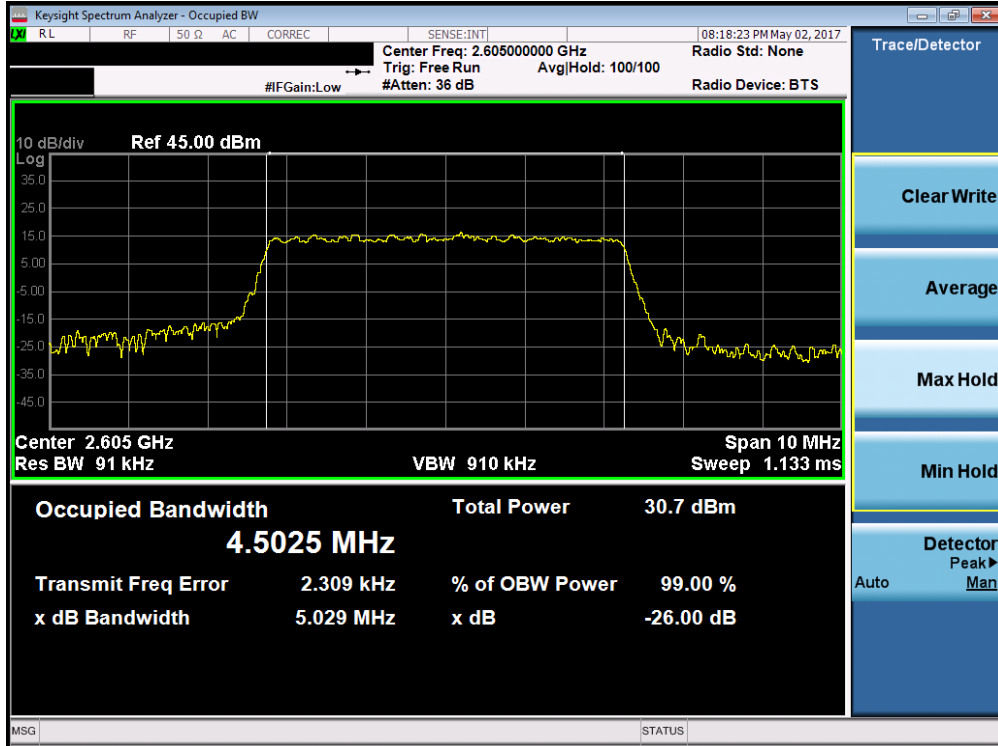 Keysight Spectrum Analyzer - Occupied BW
LXI RL RF 50 Ω AC CORREC SENSE:INT 08:18:23 PM May 02, 2017
Center Freq: 2.605000000 GHz Radio Std: None
Trig: Free Run Avg|Hold: 100/100
#IFGain:Low #Atten: 36 dB Radio Device: BTS
10 dB/div Ref 45.00 dBm
Log
35.0
25.0
15.0
5.00
-5.00
-15.0
-25.0
-35.0
-45.0
Center 2.605 GHz Span 10 MHz
Res BW 91 kHz VBW 910 kHz Sweep 1.133 ms
Occupied Bandwidth Total Power 30.7 dBm
4.5025 MHz
Transmit Freq Error 2.309 kHz % of OBW Power 99.00 %
x dB Bandwidth 5.029 MHz x dB -26.00 dB
Trace/Detector
Clear Write
Average
Max Hold
Min Hold
Detector
Peak▶
Auto Man
MSG STATUS